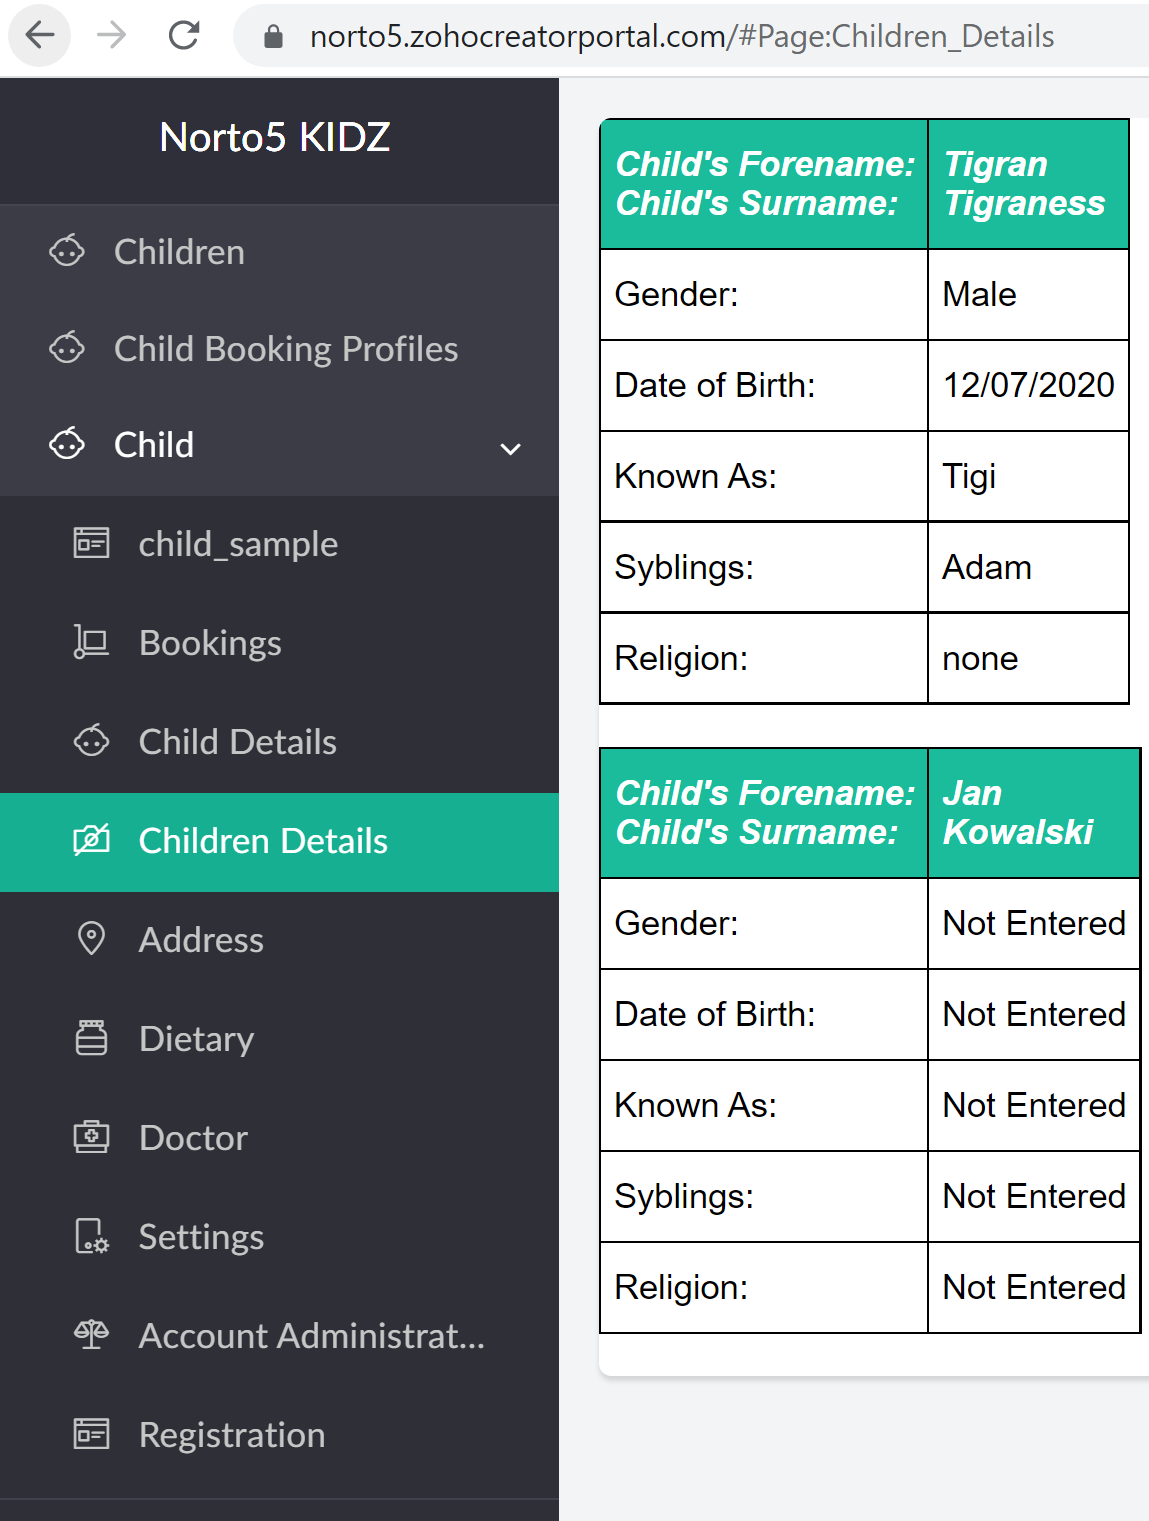 norto5.zohocreatorportal.com/#Page:Children_Details
Norto5 KIDZ
Children
Child Booking Profiles
Child
child_sample
Bookings
Child Details
Children Details
Address
Dietary
Doctor
Settings
Account Administrat...
Registration
Child's Forename: Tigran
Child's Surname: Tigraness
Gender: Male
Date of Birth: 12/07/2020
Known As: Tigi
Syblings: Adam
Religion: none
Child's Forename: Jan
Child's Surname: Kowalski
Gender: Not Entered
Date of Birth: Not Entered
Known As: Not Entered
Syblings: Not Entered
Religion: Not Entered